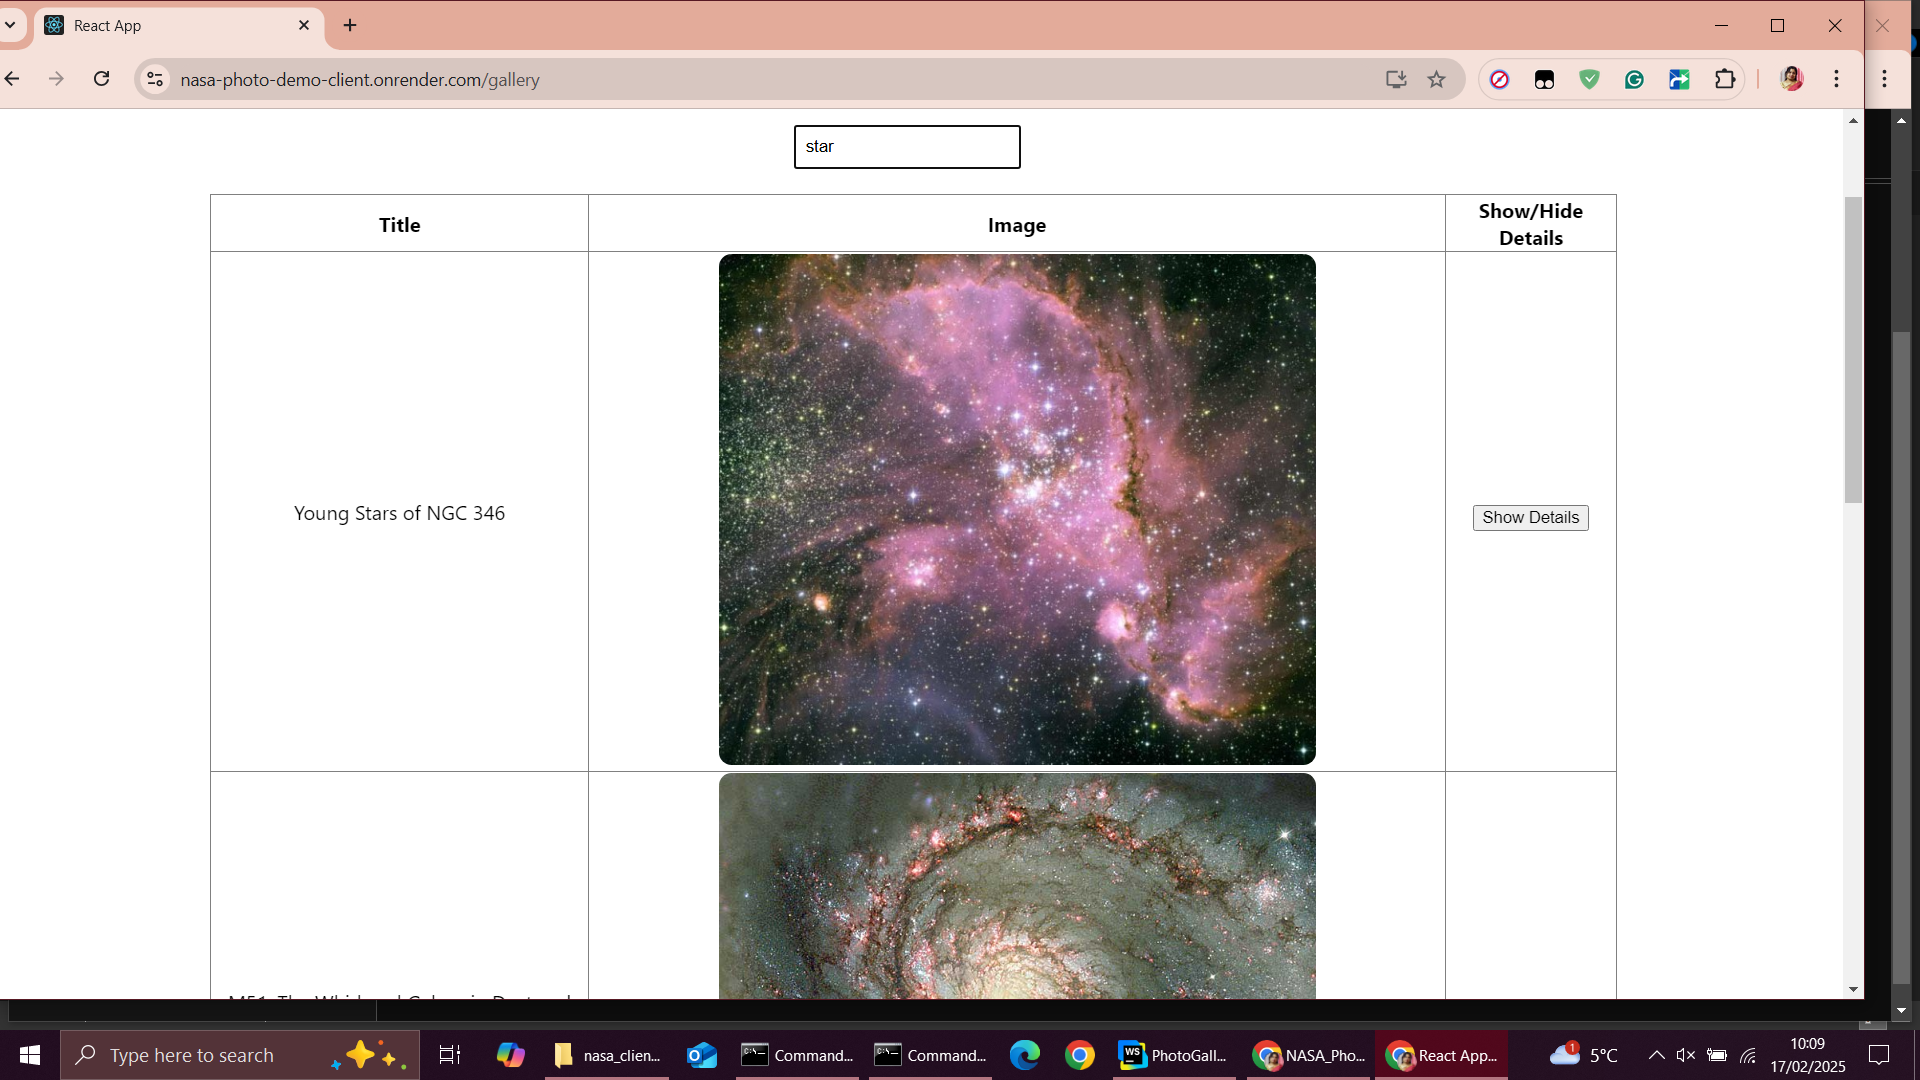 React App
nasa-photo-demo-client.onrender.com/gallery
star
Title
Image
Show/Hide
Details
Young Stars of NGC 346
Show Details
Type here to search
nasa_clien...
Command...
Command...
WS
PhotoGall...
NASA_Pho...
React App...
1
5°C
10:09
17/02/2025